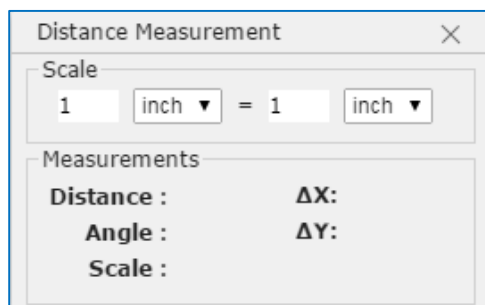 Distance Measurement
Scale
1 inch ▼ = 1 inch ▼
Measurements
Distance : ΔX:
Angle : ΔY:
Scale :